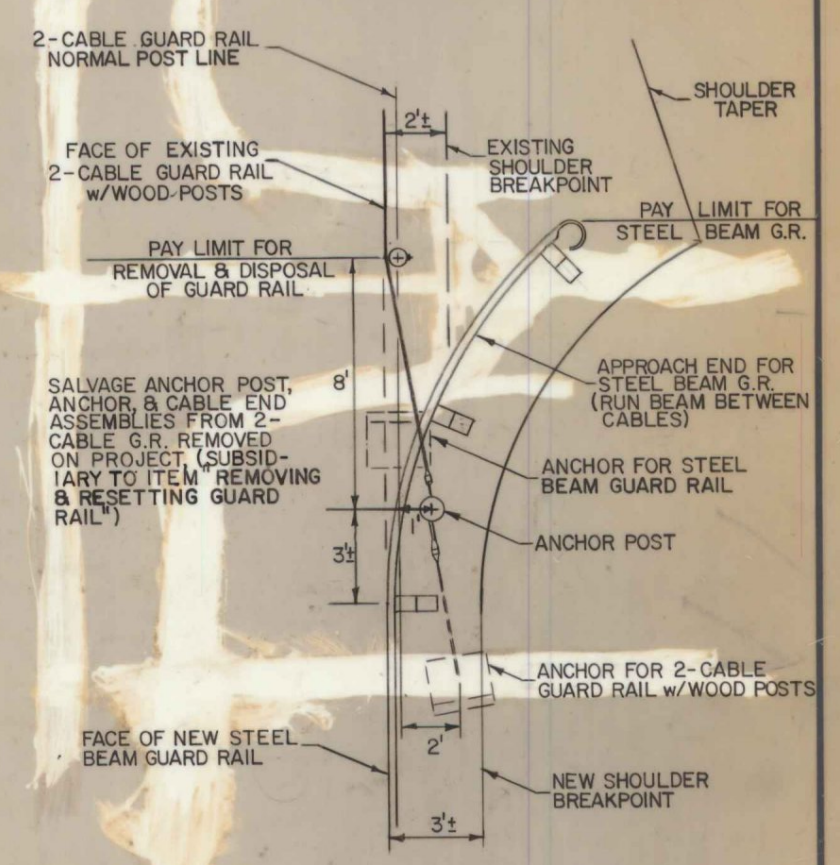 2-CABLE GUARD RAIL
NORMAL POST LINE
SHOULDER
TAPER
2'±
FACE OF EXISTING
2-CABLE GUARD RAIL
w/WOOD POSTS
EXISTING
SHOULDER
BREAKPOINT
PAY LIMIT FOR
STEEL BEAM G.R.
PAY LIMIT FOR
REMOVAL & DISPOSAL
OF GUARD RAIL
8'
SALVAGE ANCHOR POST,
ANCHOR, & CABLE END
ASSEMBLIES FROM 2-
CABLE G.R. REMOVED
ON PROJECT, (SUBSID-
IARY TO ITEM "REMOVING
& RESETTING GUARD
RAIL")
APPROACH END FOR
STEEL BEAM G.R.
(RUN BEAM BETWEEN
CABLES)
ANCHOR FOR STEEL
BEAM GUARD RAIL
1'
ANCHOR POST
3'±
ANCHOR FOR 2-CABLE
GUARD RAIL w/WOOD POSTS
2'
FACE OF NEW STEEL
BEAM GUARD RAIL
NEW SHOULDER
BREAKPOINT
3'±